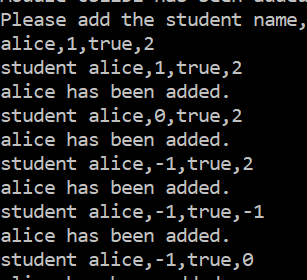 Please add the student name,
alice,1,true,2
student alice,1,true,2
alice has been added.
student alice,0,true,2
alice has been added.
student alice,-1,true,2
alice has been added.
student alice,-1,true,-1
alice has been added.
student alice,-1,true,0